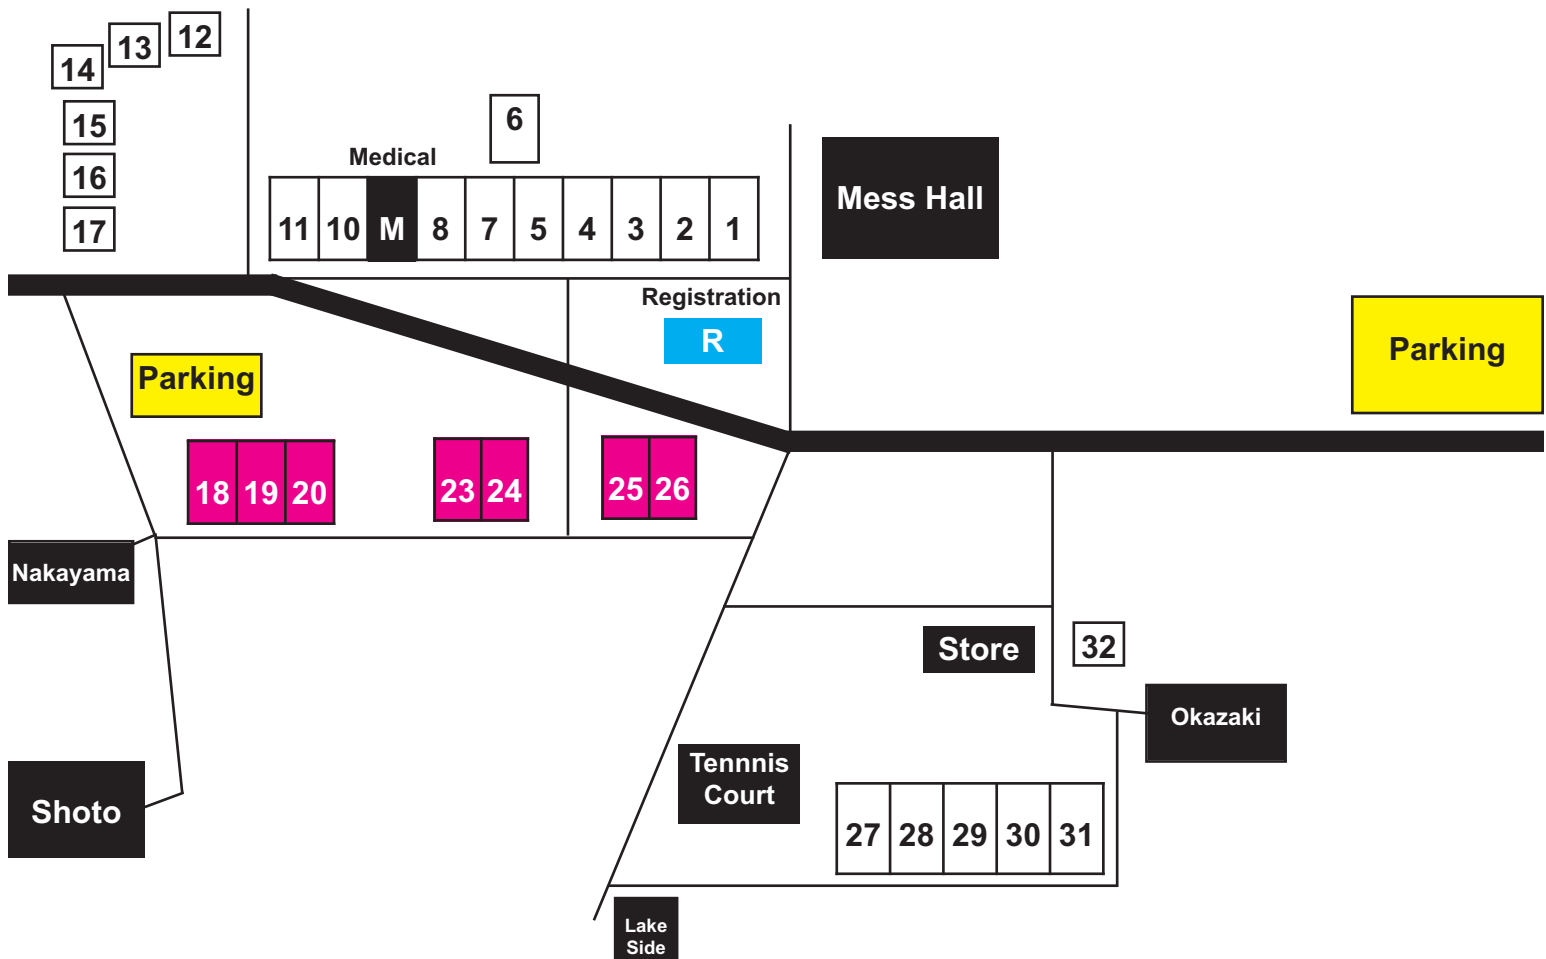 12
13
14
15
16
17
6
Medical
11 10 M 8 7 5 4 3 2 1
Mess Hall
Registration
R
Parking
Parking
18 19 20
23 24
25 26
Nakayama
Store
32
Okazaki
Tennnis
Court
Shoto
27 28 29 30 31
Lake
Side